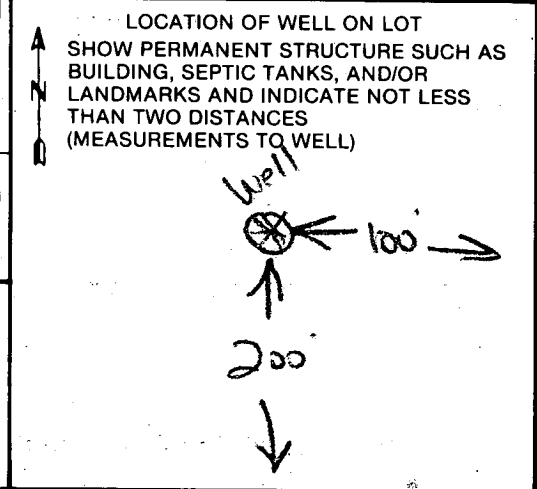 LOCATION OF WELL ON LOT
SHOW PERMANENT STRUCTURE SUCH AS
BUILDING, SEPTIC TANKS, AND/OR
N LANDMARKS AND INDICATE NOT LESS
THAN TWO DISTANCES
(MEASUREMENTS TO WELL)
Well
100'
200'